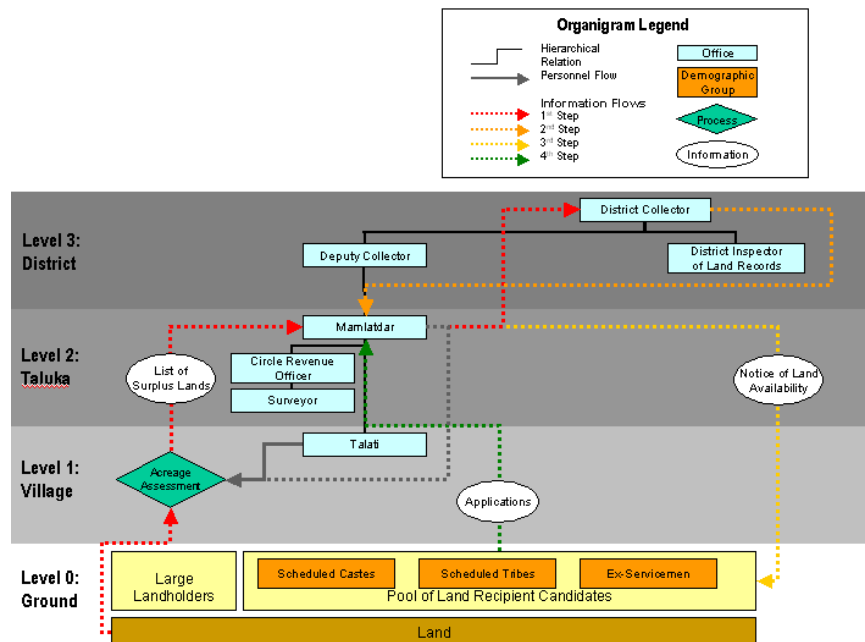 Organigram Legend
Hierarchical
Relation
Personnel Flow
Information Flows
1st Step
2nd Step
3rd Step
4th Step
Office
Demographic
Group
Process
Information
Level 3:
District
District Collector
Deputy Collector
District Inspector
of Land Records
Level 2:
Taluka
Mamlatdar
Circle Revenue
Officer
Surveyor
List of
Surplus Lands
Notice of Land
Availability
Level 1:
Village
Talati
Acreage
Assessment
Applications
Level 0:
Ground
Large
Landholders
Scheduled Castes
Scheduled Tribes
Ex-Servicemen
Pool of Land Recipient Candidates
Land